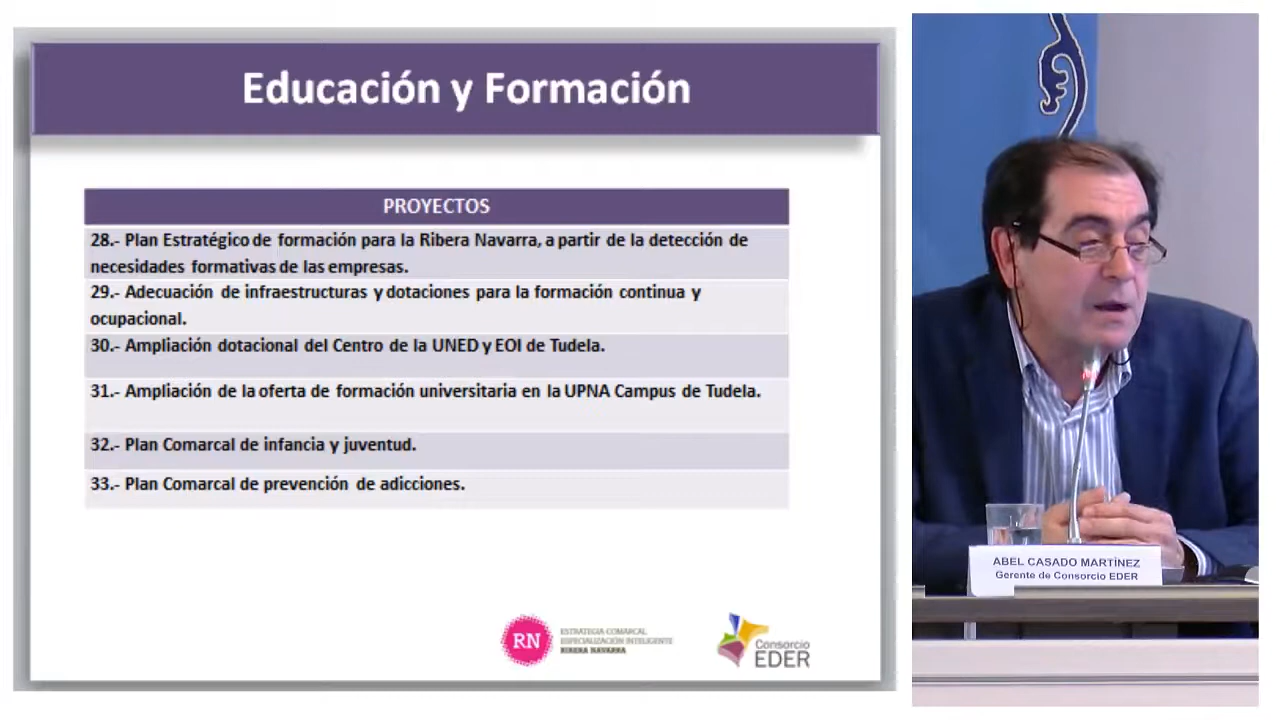 Educación y Formación
PROYECTOS
28.- Plan Estratégico de formación para la Ribera Navarra, a partir de la detección de
necesidades formativas de las empresas.
29.- Adecuación de infraestructuras y dotaciones para la formación continua y
ocupacional.
30.- Ampliación dotacional del Centro de la UNED y EOI de Tudela.
31.- Ampliación de la oferta de formación universitaria en la UPNA Campus de Tudela.
32.- Plan Comarcal de infancia y juventud.
33.- Plan Comarcal de prevención de adicciones.
RN
ESTRATEGIA COMARCAL
ESPECIALIZACIÓN INTELIGENTE
RIBERA NAVARRA
Consorcio
EDER
ABEL CASADO MARTÍNEZ
Gerente de Consorcio EDER